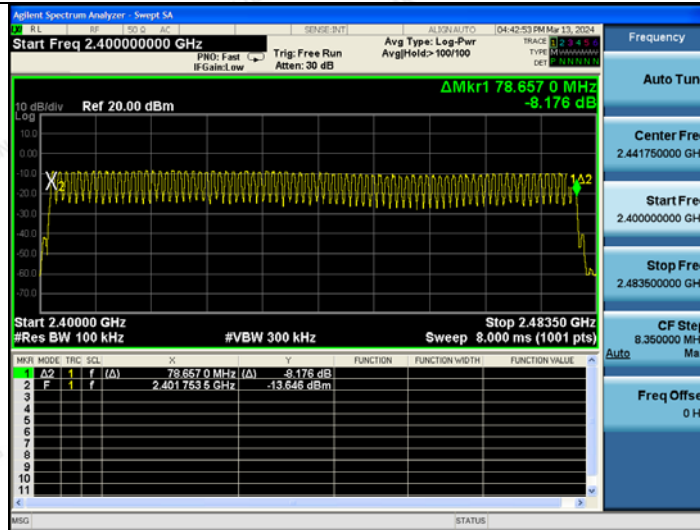 Agilent Spectrum Analyzer - Swept SA
RL RF 50 Ω AC SENSE:INT ALIGN AUTO 04:42:53 PM Mar 13, 2024
Start Freq 2.400000000 GHz
PNO: Fast
IFGain:Low
Trig: Free Run
Atten: 30 dB
Avg Type: Log-Pwr
Avg|Hold:> 100/100
TRACE 1 2 3 4 5 6
TYPE M
DET P N N N N N
ΔMkr1 78.657 0 MHz
-8.176 dB
10 dB/div Ref 20.00 dBm
Log
10.0
0.00
-10.0
-20.0
-30.0
-40.0
-50.0
-60.0
-70.0
2
1Δ2
Start 2.40000 GHz Stop 2.48350 GHz
#Res BW 100 kHz #VBW 300 kHz Sweep 8.000 ms (1001 pts)
MKR MODE TRC SCL X Y FUNCTION FUNCTION WIDTH FUNCTION VALUE
1 Δ2 1 f (Δ) 78.657 0 MHz (Δ) -8.176 dB
2 F 1 f 2.401 753 5 GHz -13.646 dBm
3
4
5
6
7
8
9
10
11
MSG STATUS
Frequency
Auto Tun
Center Fre
2.441750000 GH
Start Fre
2.400000000 GH
Stop Fre
2.483500000 GH
CF Ste
8.350000 MH
Auto Ma
Freq Offse
0 H